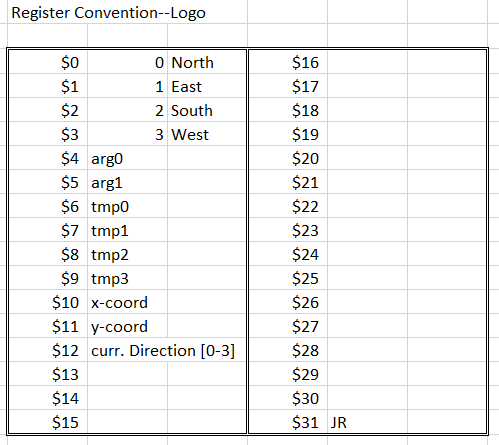 Register Convention--Logo
$0 0 North $16
$1 1 East $17
$2 2 South $18
$3 3 West $19
$4 arg0 $20
$5 arg1 $21
$6 tmp0 $22
$7 tmp1 $23
$8 tmp2 $24
$9 tmp3 $25
$10 x-coord $26
$11 y-coord $27
$12 curr. Direction [0-3] $28
$13 $29
$14 $30
$15 $31 JR